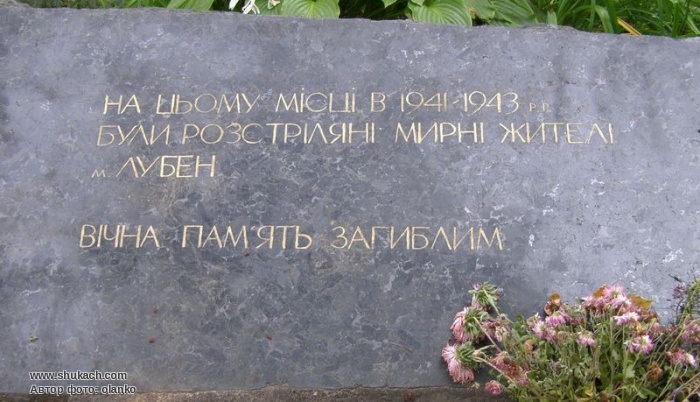 НА ЦЬОМУ МІСЦІ В 1941-1943 Р.Р.
БУЛИ РОЗСТРІЛЯНІ МИРНІ ЖИТЕЛІ
м. ЛУБЕН
ВІЧНА ПАМ'ЯТЬ ЗАГИБЛИМ
www.shukach.com
Автор фото: olanko